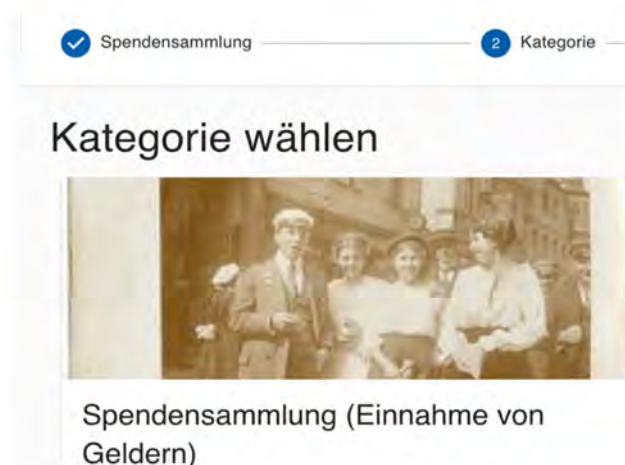 Spendensammlung
2 Kategorie
Kategorie wählen
Spendensammlung (Einnahme von
Geldern)